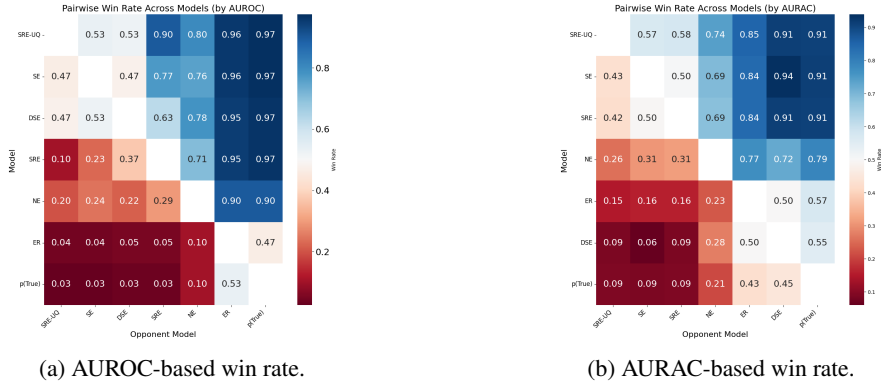 Pairwise Win Rate Across Models (by AUROC)
SRE-UQ 0.53 0.53 0.90 0.80 0.96 0.97
SE 0.47 0.47 0.77 0.76 0.96 0.97
DSE 0.47 0.53 0.63 0.78 0.95 0.97
SRE 0.10 0.23 0.37 0.71 0.95 0.97
NE 0.20 0.24 0.22 0.29 0.90 0.90
ER 0.04 0.04 0.05 0.05 0.10 0.47
p(True) 0.03 0.03 0.03 0.03 0.10 0.53
SRE-UQ SE DSE SRE NE ER p(True)
Model
Opponent Model
0.8
0.6
0.4
0.2
Win Rate
(a) AUROC-based win rate.
Pairwise Win Rate Across Models (by AURAC)
SRE-UQ 0.57 0.58 0.74 0.85 0.91 0.91
SE 0.43 0.50 0.69 0.84 0.94 0.91
SRE 0.42 0.50 0.69 0.84 0.91 0.91
NE 0.26 0.31 0.31 0.77 0.72 0.79
ER 0.15 0.16 0.16 0.23 0.50 0.57
DSE 0.09 0.06 0.09 0.28 0.50 0.55
p(True) 0.09 0.09 0.09 0.21 0.43 0.45
SRE-UQ SE SRE NE ER DSE p(True)
Model
Opponent Model
0.9
0.8
0.7
0.6
0.5
0.4
0.3
0.2
0.1
Win Rate
(b) AURAC-based win rate.